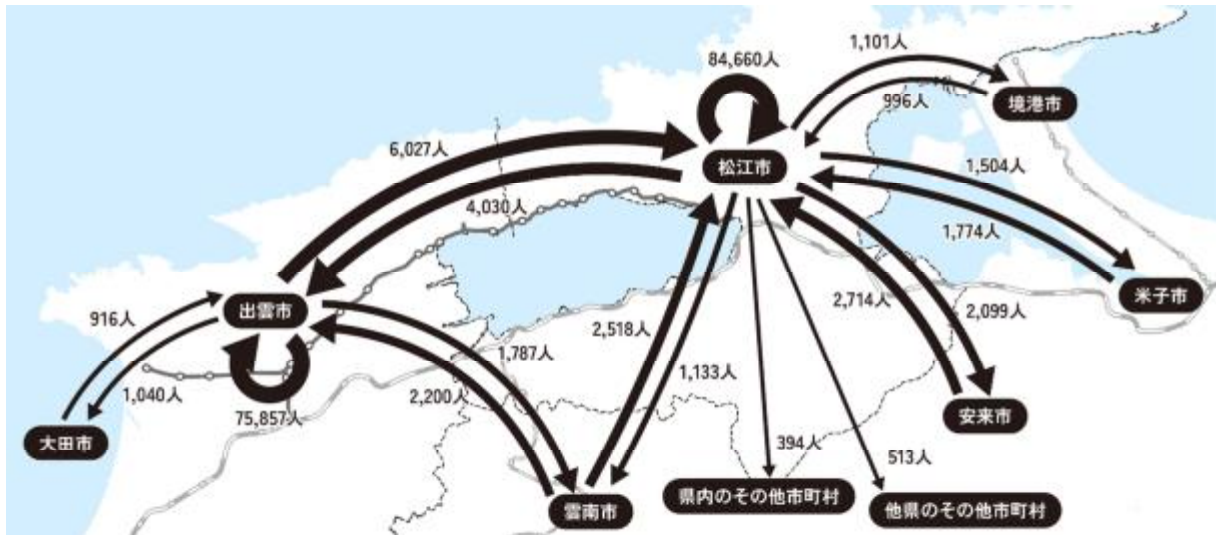 84,660人
1,101人
996人
境港市
6,027人
松江市
1,504人
4,030人
1,774人
916人
出雲市
米子市
2,714人
2,099人
2,518人
1,787人
1,040人
1,133人
2,200人
75,857人
大田市
安来市
394人
513人
雲南市
県内のその他市町村
他県のその他市町村